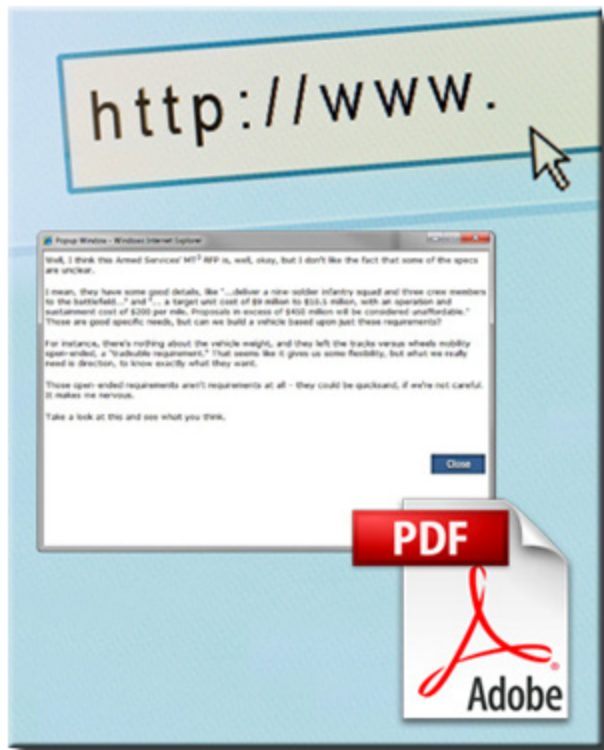 http://www.
Popup Window - Windows Internet Explorer
Well, I think this Armed Services' MT² RFP is, well, okay, but I don't like the fact that some of the specs
are unclear.
I mean, they have some good details, like "...deliver a nine-soldier infantry squad and three crew members
to the battlefield..." and "... a target unit cost of $9 million to $10.5 million, with an operation and
sustainment cost of $200 per mile. Proposals in excess of $450 million will be considered unaffordable."
Those are good specific needs, but can we build a vehicle based upon just these requirements?
For instance, there's nothing about the vehicle weight, and they left the tracks versus wheels mobility
open-ended, a "tradeable requirement." That seems like it gives us some flexibility, but what we really
need is direction, to know exactly what they want.
Those open-ended requirements aren't requirements at all - they could be quicksand, if we're not careful.
It makes me nervous.
Take a look at this and see what you think.
Close
PDF
Adobe